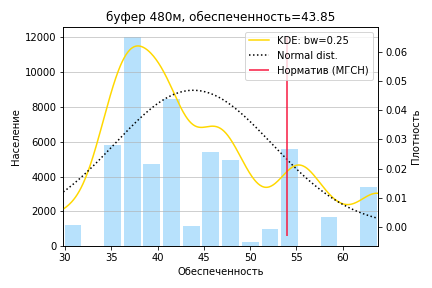 буфер 480м, обеспеченность=43.85
KDE: bw=0.25
Normal dist.
Норматив (МГСН)
12000
10000
8000
6000
4000
2000
0
Население
0.06
0.05
0.04
0.03
0.02
0.01
0.00
Плотность
30 35 40 45 50 55 60
Обеспеченность